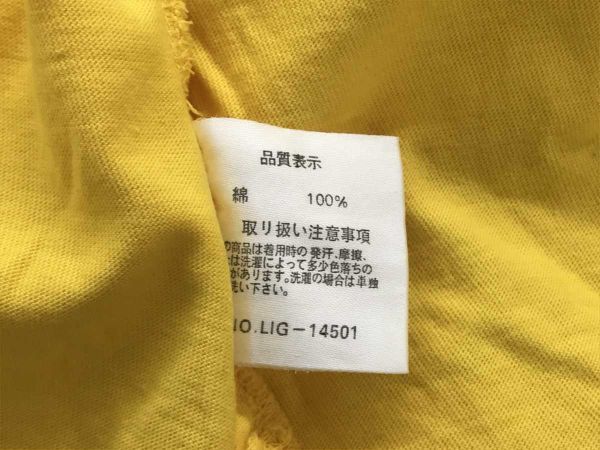 品質表示
綿 100%
取り扱い注意事項
の商品は着用時の発汗、摩擦、
は洗濯によって多少色落ちの
があります。洗濯の場合は単独
洗い下さい。
NO.LIG-14501